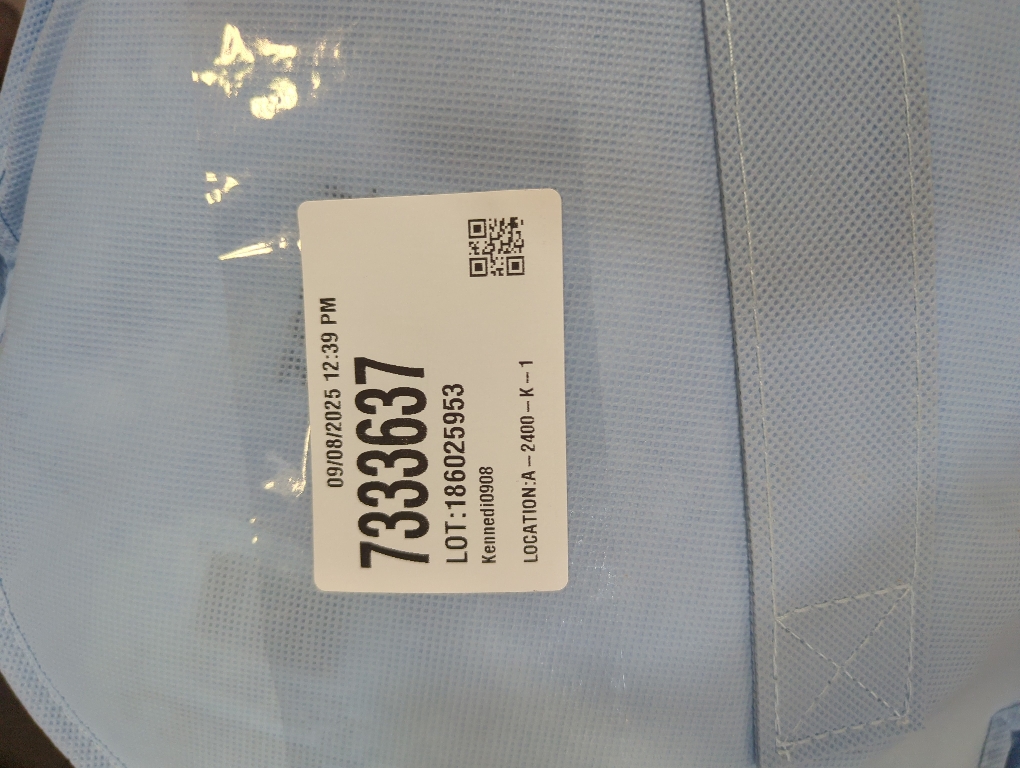 09/08/2025 12:39 PM
7333637
LOT:186025953
Kennedi0908
LOCATION:A-2400-K-1